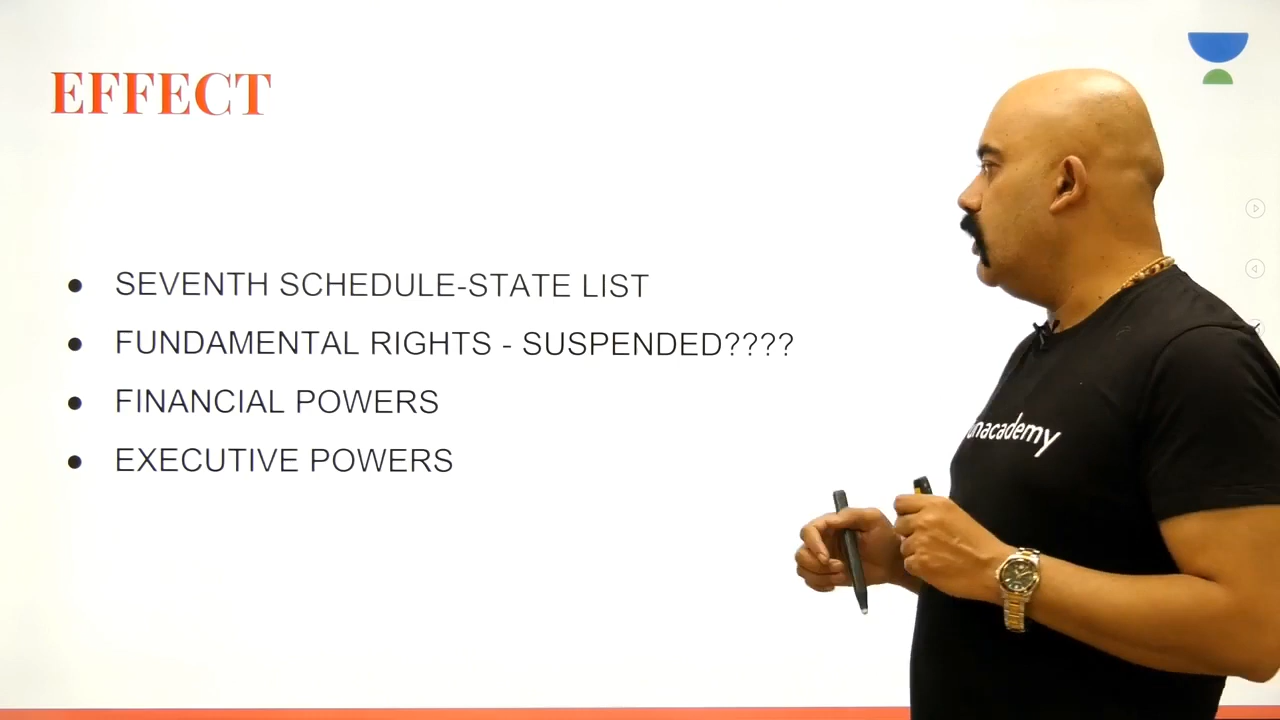 EFFECT
● SEVENTH SCHEDULE-STATE LIST
● FUNDAMENTAL RIGHTS - SUSPENDED????
● FINANCIAL POWERS
● EXECUTIVE POWERS
unacademy